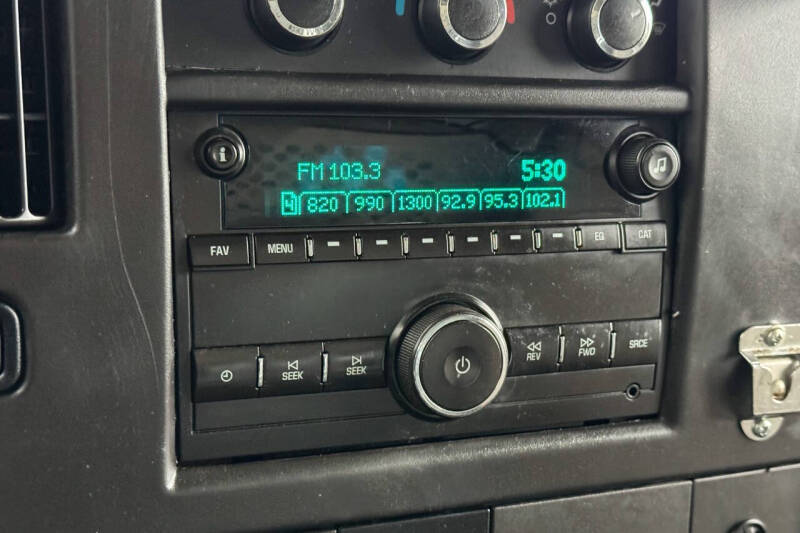 FM 103.3 5:30
4 820 990 1300 92.9 95.3 102.1
FAV MENU EQ CAT
SEEK SEEK REV FWD SRCE